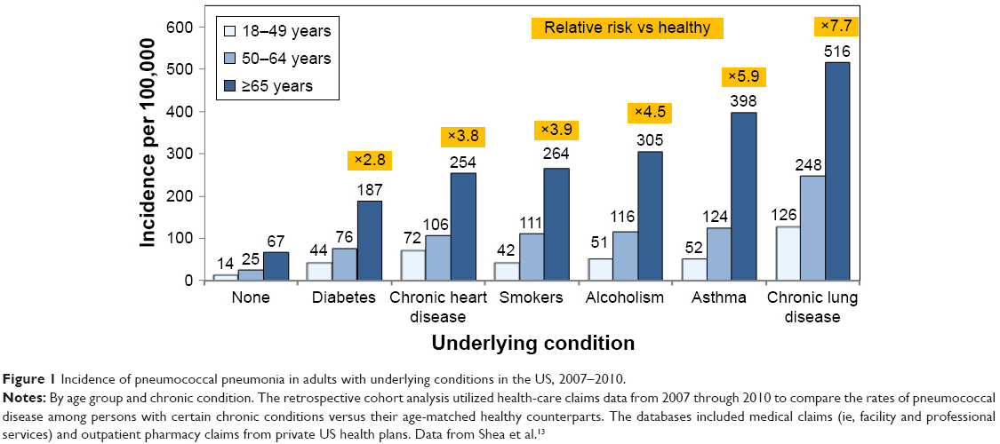 Relative risk vs healthy
18–49 years
50–64 years
≥65 years
Incidence per 100,000
600
500
400
300
200
100
0
14 25 67
44 76 187 ×2.8
72 106 254 ×3.8
42 111 264 ×3.9
51 116 305 ×4.5
52 124 398 ×5.9
126 248 516 ×7.7
None Diabetes Chronic heart disease Smokers Alcoholism Asthma Chronic lung disease
Underlying condition
Figure 1 Incidence of pneumococcal pneumonia in adults with underlying conditions in the US, 2007–2010.
Notes: By age group and chronic condition. The retrospective cohort analysis utilized health-care claims data from 2007 through 2010 to compare the rates of pneumococcal
disease among persons with certain chronic conditions versus their age-matched healthy counterparts. The databases included medical claims (ie, facility and professional
services) and outpatient pharmacy claims from private US health plans. Data from Shea et al.¹³